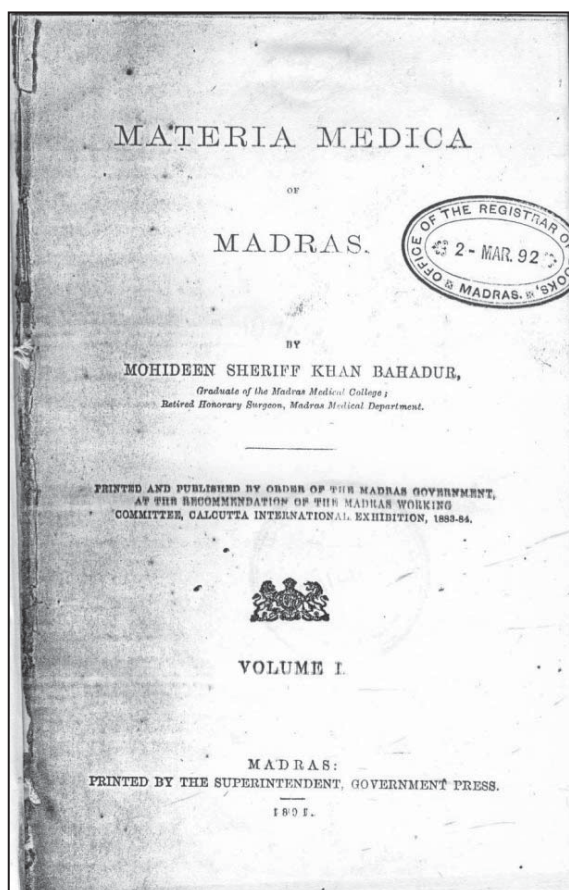 MATERIA MEDICA
OF
MADRAS.
OFFICE OF THE REGISTRAR OF BOOKS, MADRAS.
2 - MAR. 92
BY
MOHIDEEN SHERIFF KHAN BAHADUR,
Graduate of the Madras Medical College;
Retired Honorary Surgeon, Madras Medical Department.
PRINTED AND PUBLISHED BY ORDER OF THE MADRAS GOVERNMENT,
AT THE RECOMMENDATION OF THE MADRAS WORKING
COMMITTEE, CALCUTTA INTERNATIONAL EXHIBITION, 1883-84.
VOLUME I.
MADRAS:
PRINTED BY THE SUPERINTENDENT, GOVERNMENT PRESS.
1891.